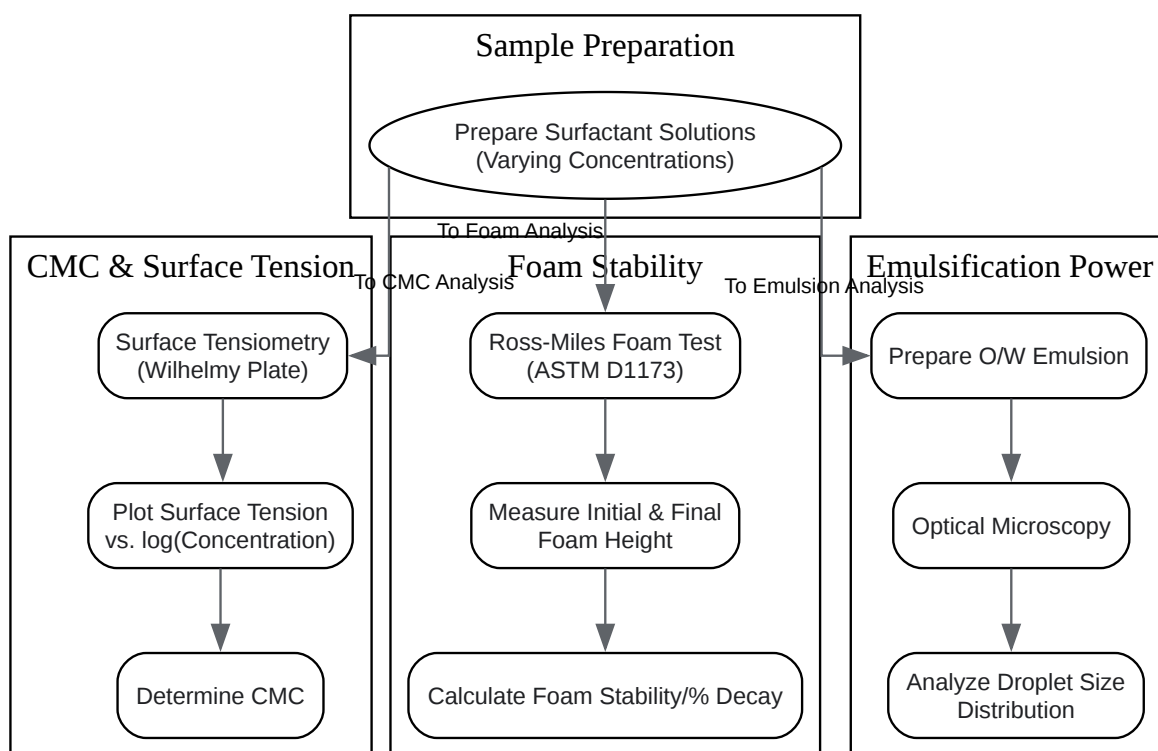 Sample Preparation
Prepare Surfactant Solutions
(Varying Concentrations)
To Foam Analysis
To CMC Analysis
To Emulsion Analysis
CMC & Surface Tension
Surface Tensiometry
(Wilhelmy Plate)
Plot Surface Tension
vs. log(Concentration)
Determine CMC
Foam Stability
Ross-Miles Foam Test
(ASTM D1173)
Measure Initial & Final
Foam Height
Calculate Foam Stability/% Decay
Emulsification Power
Prepare O/W Emulsion
Optical Microscopy
Analyze Droplet Size
Distribution